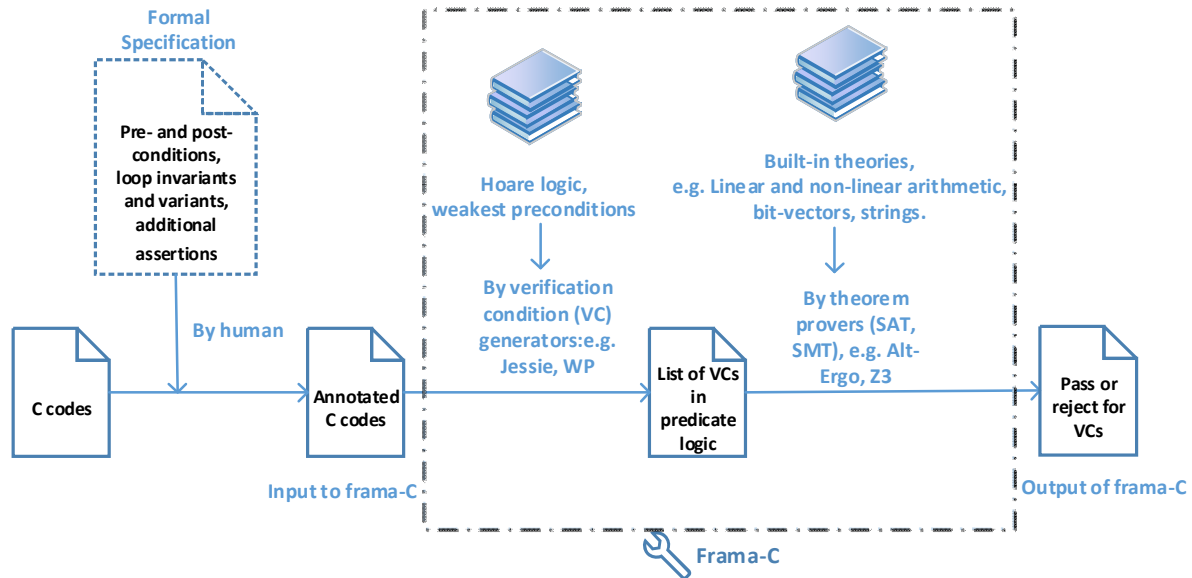 Formal
Specification
Pre- and post-
conditions,
loop invariants
and variants,
additional
assertions
Hoare logic,
weakest preconditions
Built-in theories,
e.g. Linear and non-linear arithmetic,
bit-vectors, strings.
By human
By verification
condition (VC)
generators:e.g.
Jessie, WP
By theorem
provers (SAT,
SMT), e.g. Alt-
Ergo, Z3
C codes
Annotated
C codes
List of VCs
in
predicate
logic
Pass or
reject for
VCs
Input to frama-C
Output of frama-C
Frama-C